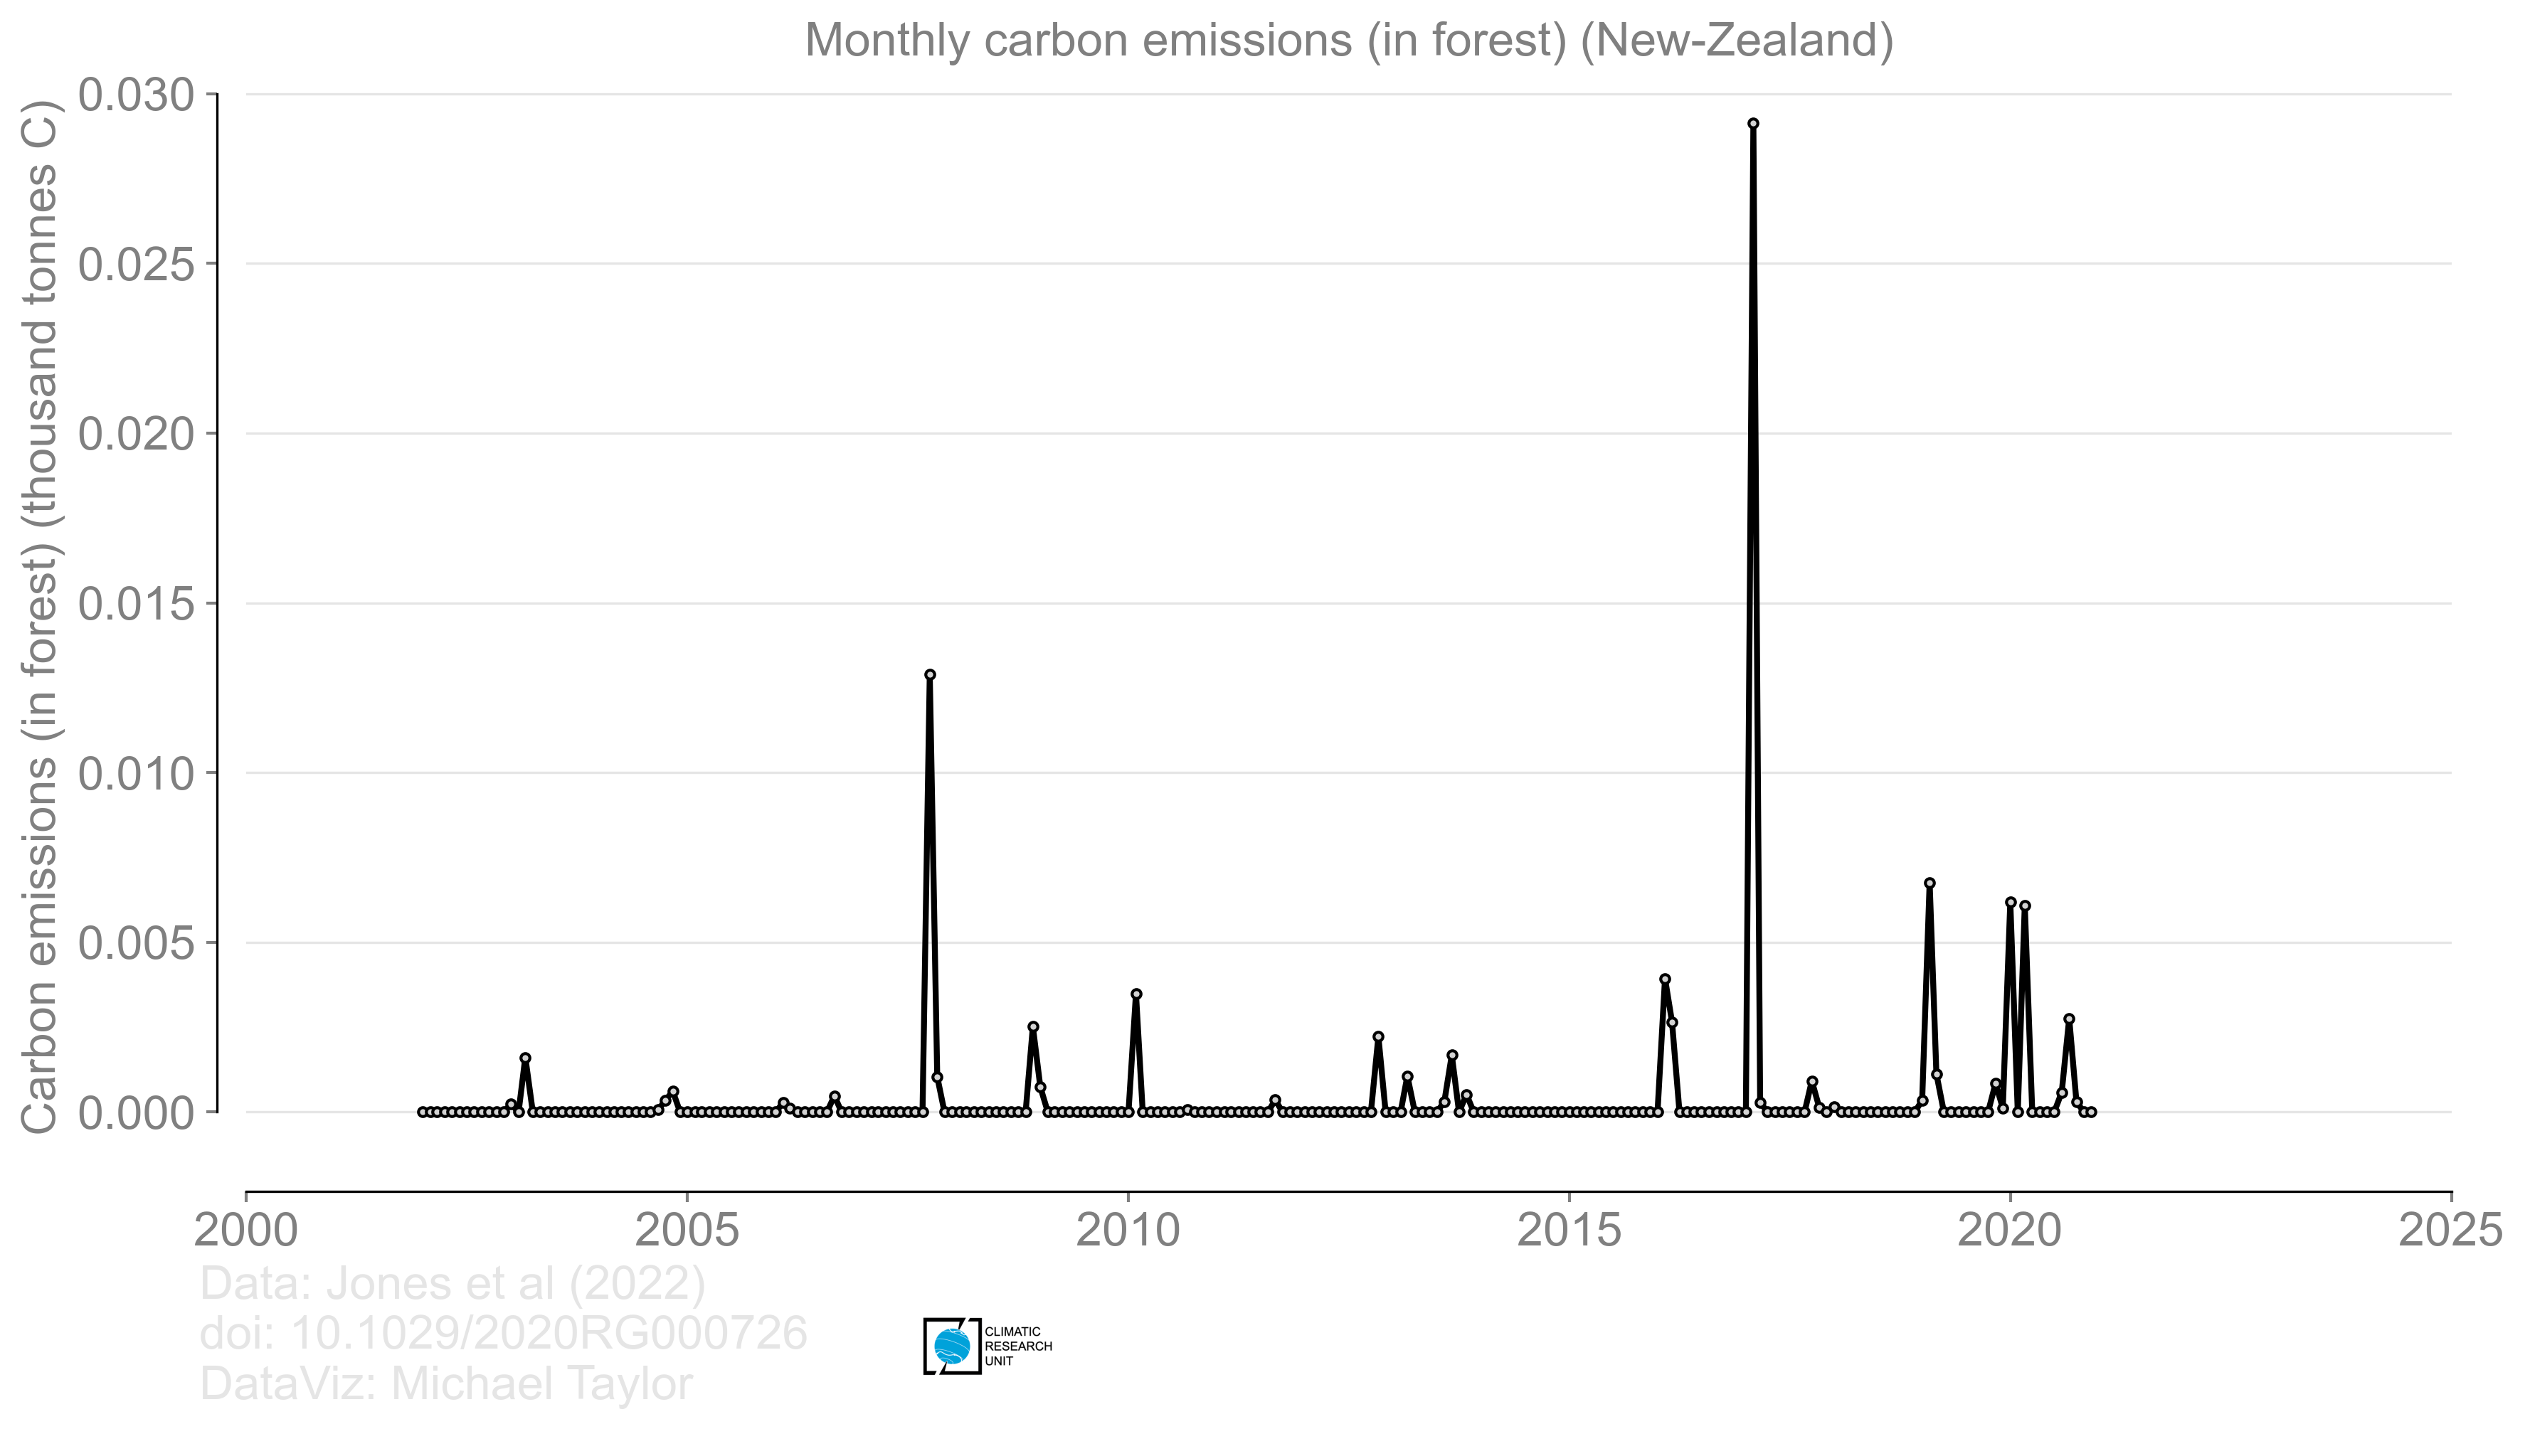 Monthly carbon emissions (in forest) (New-Zealand)
Carbon emissions (in forest) (thousand tonnes C)
0.030
0.025
0.020
0.015
0.010
0.005
0.000
2000 2005 2010 2015 2020 2025
Data: Jones et al (2022)
doi: 10.1029/2020RG000726
DataViz: Michael Taylor
CLIMATIC
RESEARCH
UNIT